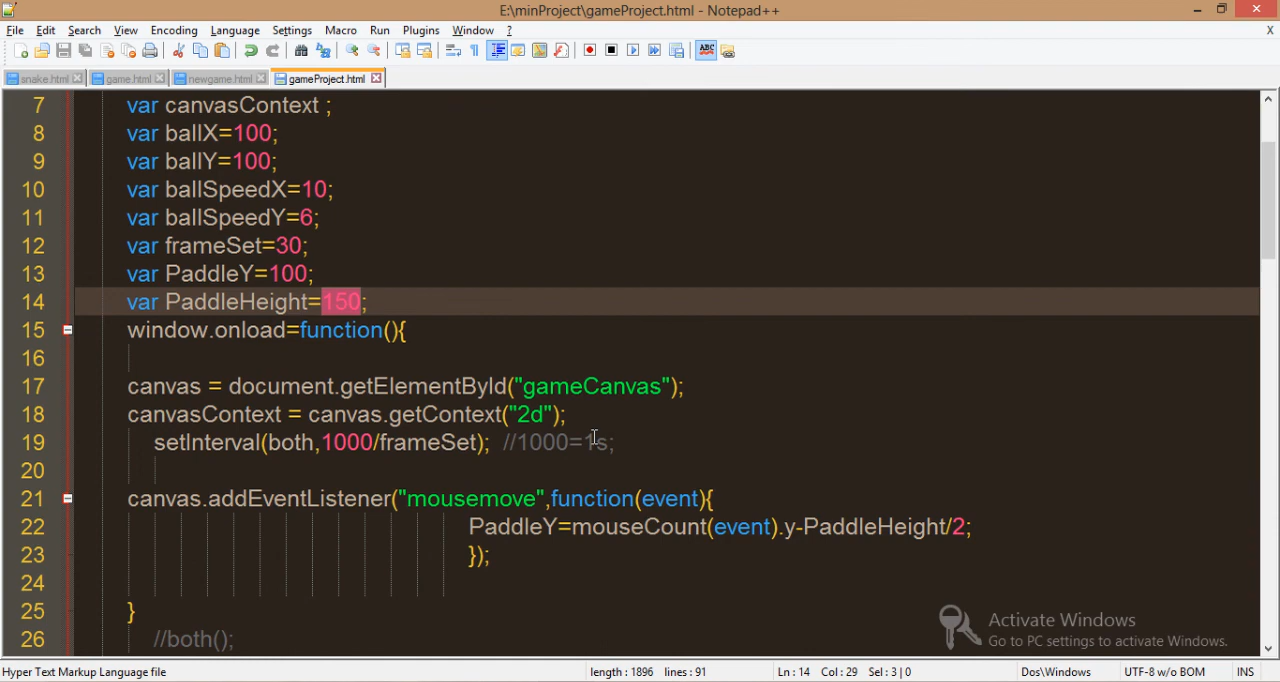 E:\minProject\gameProject.html - Notepad++
File Edit Search View Encoding Language Settings Macro Run Plugins Window ? X
snake.html game.html newgame.html gameProject.html
7 var canvasContext ;
8 var ballX=100;
9 var ballY=100;
10 var ballSpeedX=10;
11 var ballSpeedY=6;
12 var frameSet=30;
13 var PaddleY=100;
14 var PaddleHeight=150;
15 window.onload=function(){
16
17 canvas = document.getElementById("gameCanvas");
18 canvasContext = canvas.getContext("2d");
19 setInterval(both,1000/frameSet); //1000=1s;
20
21 canvas.addEventListener("mousemove",function(event){
22 PaddleY=mouseCount(event).y-PaddleHeight/2;
23 });
24
25 }
26 //both();
Activate Windows
Go to PC settings to activate Windows.
Hyper Text Markup Language file length : 1896 lines : 91 Ln : 14 Col : 29 Sel : 3 | 0 Dos\Windows UTF-8 w/o BOM INS